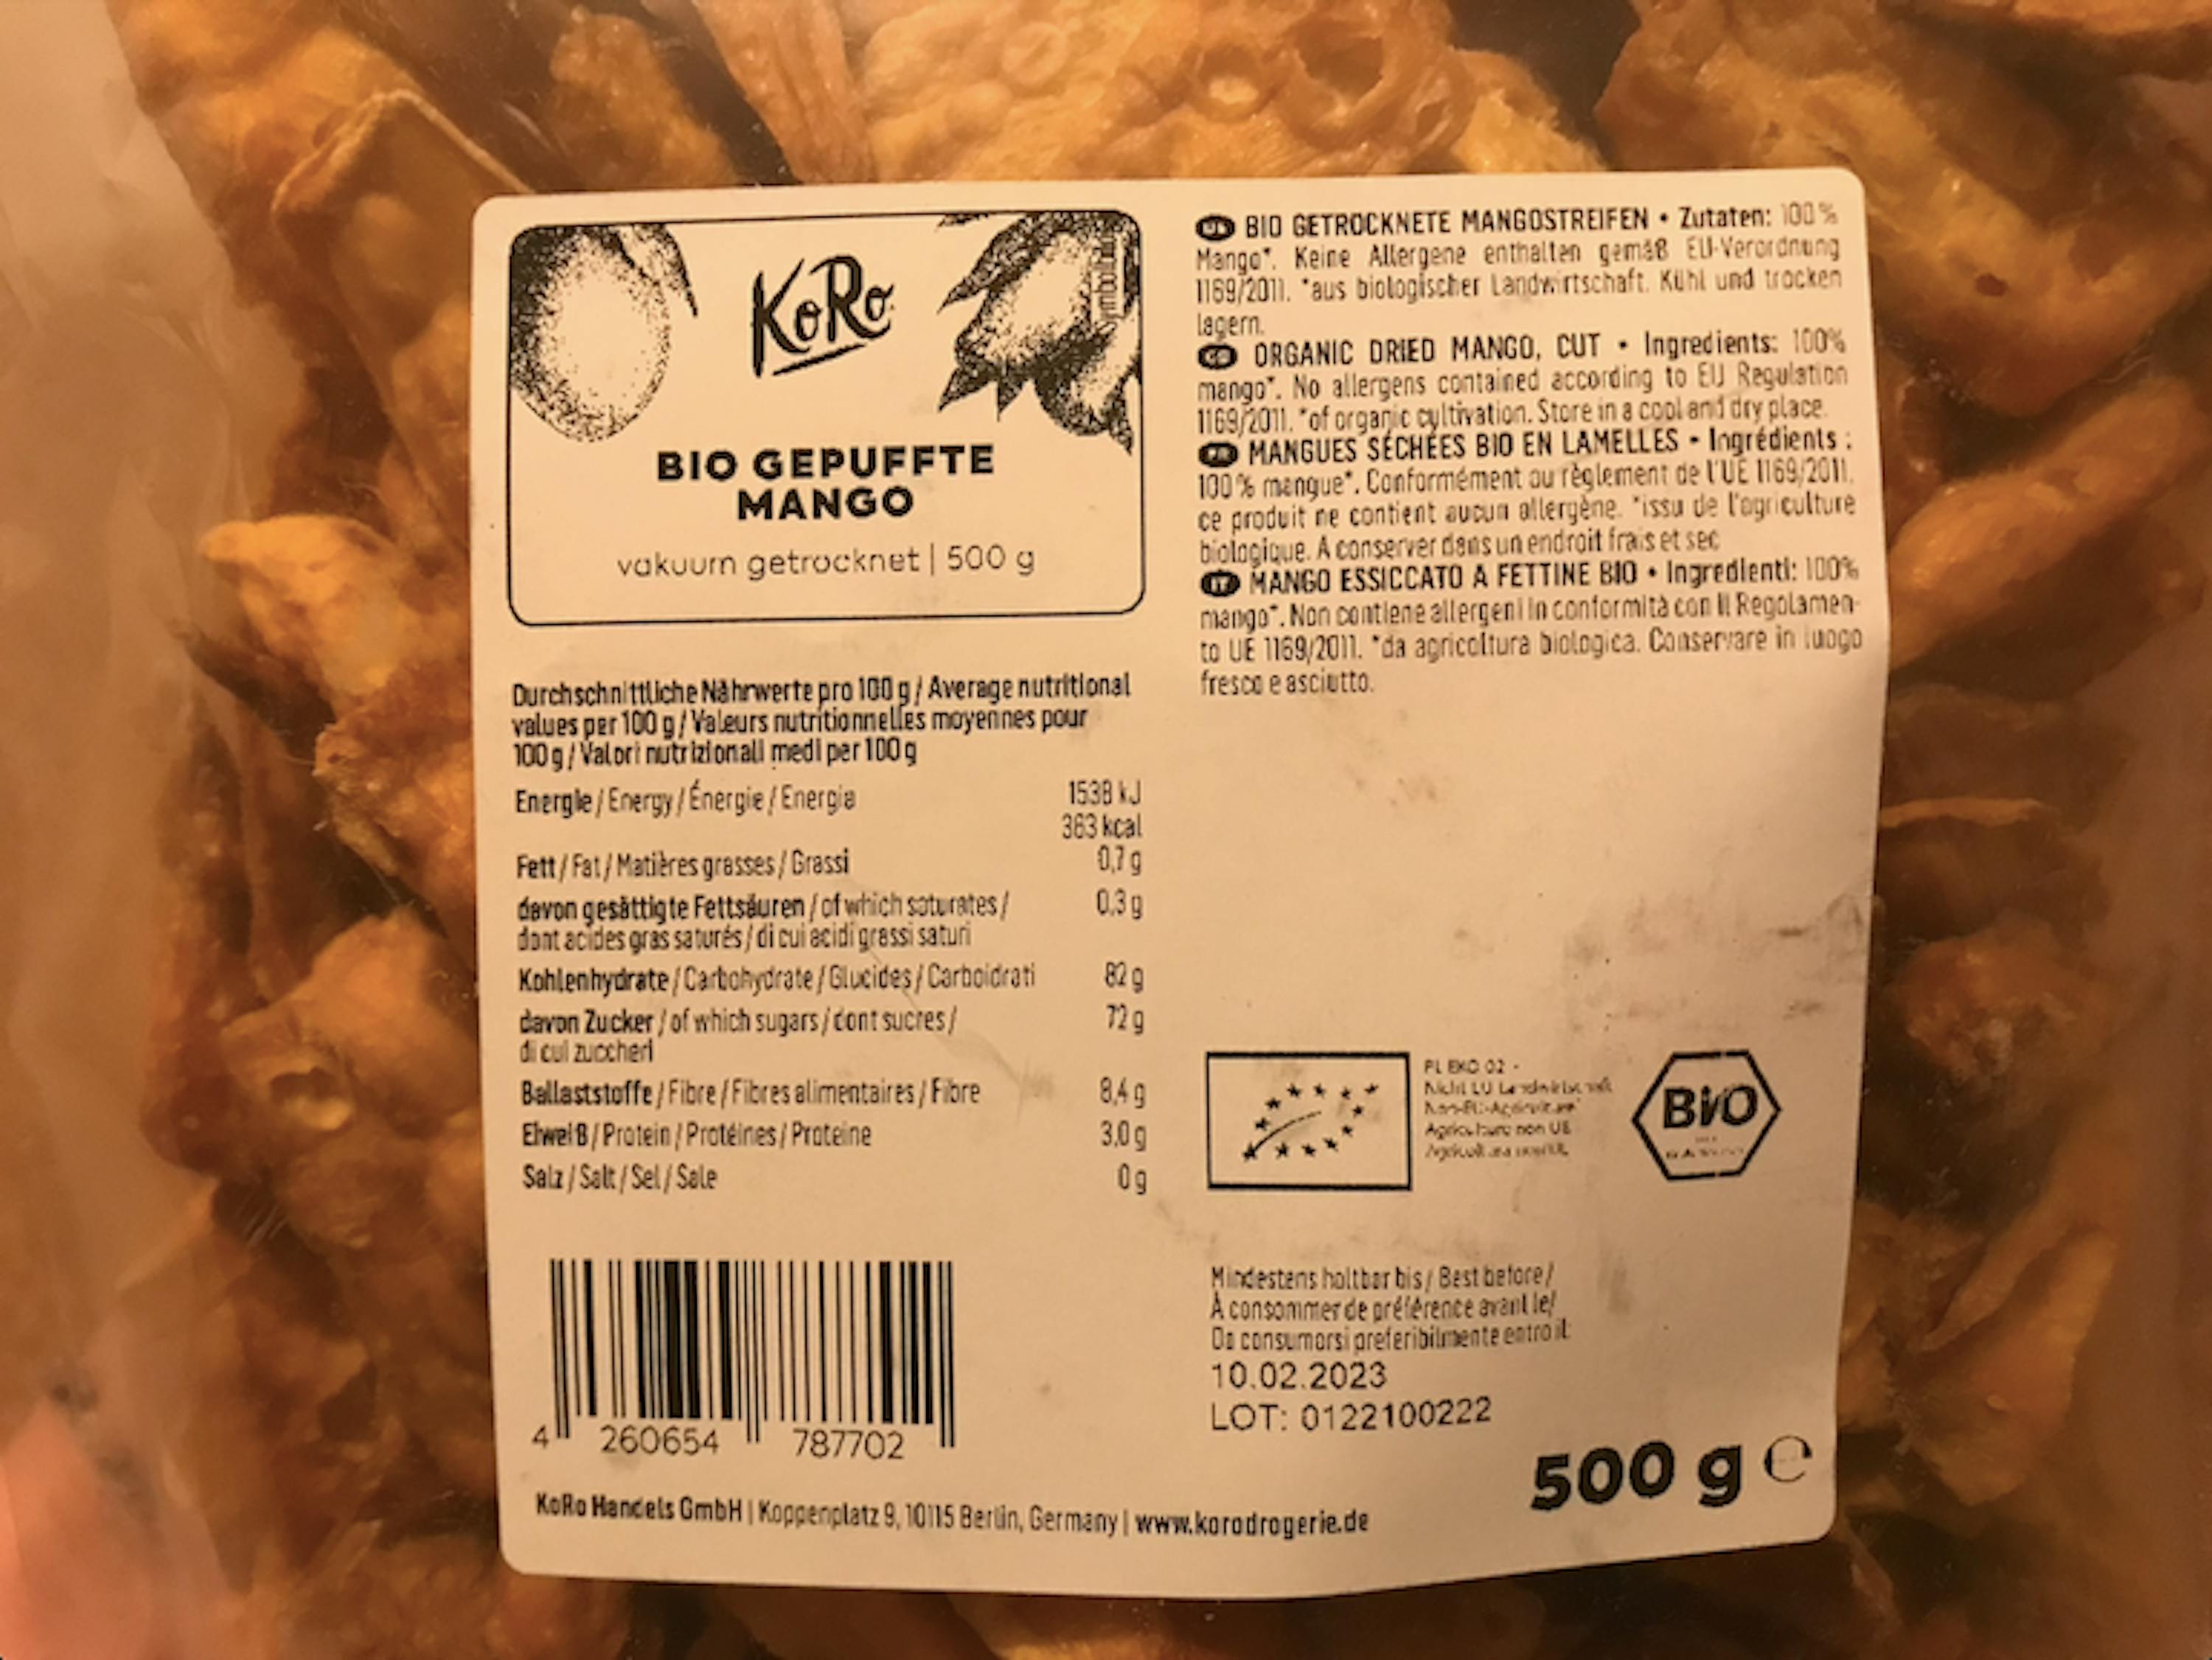 KoRo
Symbolbild
BIO GEPUFFTE
MANGO
vakuum getrocknet | 500 g
Durchschnittliche Nährwerte pro 100 g / Average nutritional
values per 100 g / Valeurs nutritionnelles moyennes pour
100 g / Valori nutrizionali medi per 100 g
Energie / Energy / Énergie / Energia 1538 kJ
363 kcal
Fett / Fat / Matières grasses / Grassi 0,7 g
davon gesättigte Fettsäuren / of which saturates / 0,3 g
dont acides gras saturés / di cui acidi grassi saturi
Kohlenhydrate / Carbohydrate / Glucides / Carboidrati 82 g
davon Zucker / of which sugars / dont sucres / 72 g
di cui zuccheri
Ballaststoffe / Fibre / Fibres alimentaires / Fibre 8,4 g
Eiweiß / Protein / Protéines / Proteine 3,0 g
Salz / Salt / Sel / Sale 0 g
4 260654 787702
KoRo Handels GmbH | Koppenplatz 9, 10115 Berlin, Germany | www.korodrogerie.de
BIO GETROCKNETE MANGOSTREIFEN • Zutaten: 100 %
Mango*. Keine Allergene enthalten gemäß EU-Verordnung
1169/2011. *aus biologischer Landwirtschaft. Kühl und trocken
lagern.
GB ORGANIC DRIED MANGO, CUT • Ingredients: 100%
mango*. No allergens contained according to EU Regulation
1169/2011. *of organic cultivation. Store in a cool and dry place.
FR MANGUES SÉCHÉES BIO EN LAMELLES • Ingrédients :
100 % mangue*. Conformément au règlement de l'UE 1169/2011,
ce produit ne contient aucun allergène. *issu de l'agriculture
biologique. À conserver dans un endroit frais et sec
IT MANGO ESSICCATO A FETTINE BIO • Ingredienti: 100%
mango*. Non contiene allergeni in conformità con il Regolamen-
to UE 1169/2011. *da agricoltura biologica. Conservare in luogo
fresco e asciutto.
PL EKO 02 -
Agriculture non UE
BIO
Mindestens haltbar bis / Best before /
À consommer de préférence avant le/
Da consumarsi preferibilmente entro il:
10.02.2023
LOT: 0122100222
500 g e